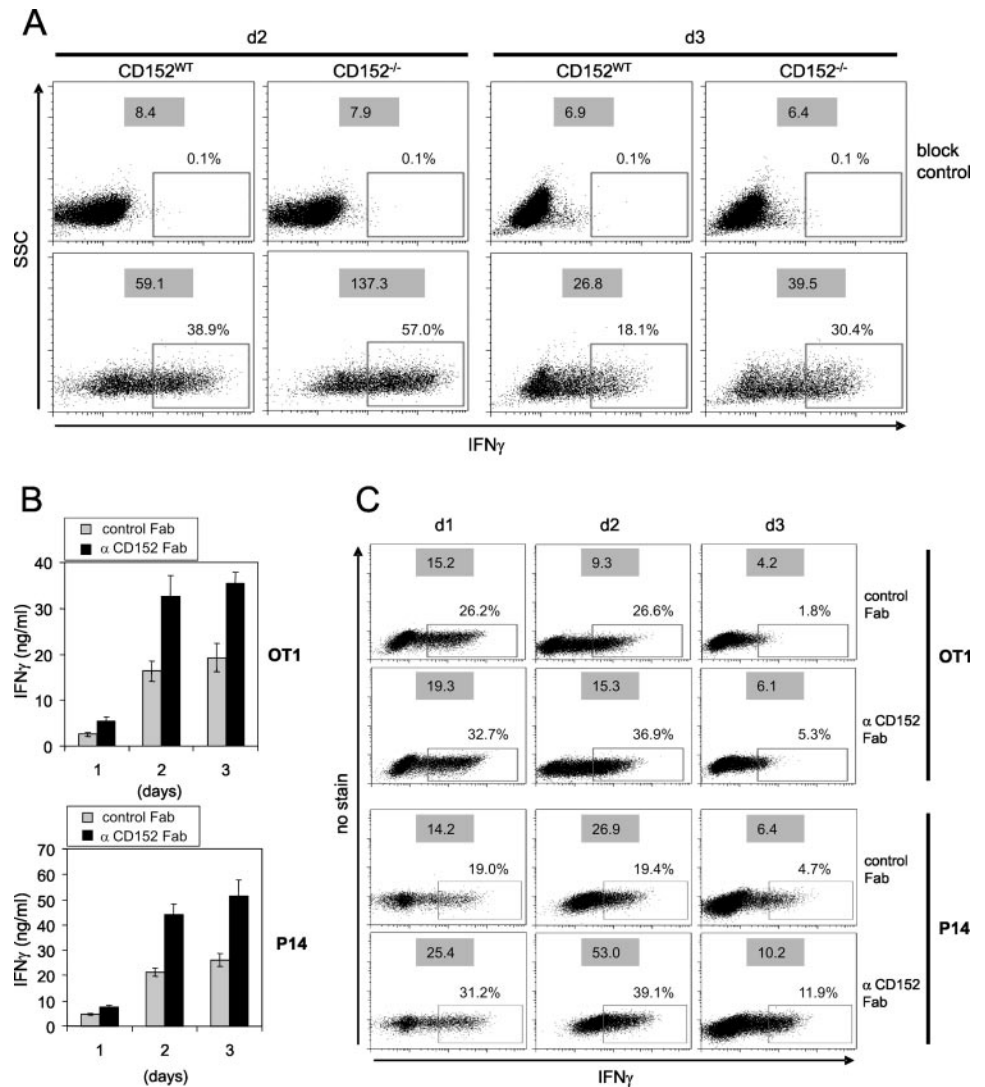 A
d2 d3
CD152WT CD152-/- CD152WT CD152-/-
8.4 7.9 6.9 6.4
0.1% 0.1% 0.1% 0.1 %
block
control
59.1 137.3 26.8 39.5
38.9% 57.0% 18.1% 30.4%
SSC
IFNγ
B
control Fab
α CD152 Fab
IFNγ (ng/ml)
40
30
20
10
0
1 2 3
(days)
OT1
control Fab
α CD152 Fab
IFNγ (ng/ml)
70
60
50
40
30
20
10
0
1 2 3
(days)
P14
C
d1 d2 d3
15.2 9.3 4.2
26.2% 26.6% 1.8%
control
Fab
19.3 15.3 6.1
32.7% 36.9% 5.3%
α CD152
Fab
OT1
14.2 26.9 6.4
19.0% 19.4% 4.7%
control
Fab
25.4 53.0 10.2
31.2% 39.1% 11.9%
α CD152
Fab
P14
no stain
IFNγ